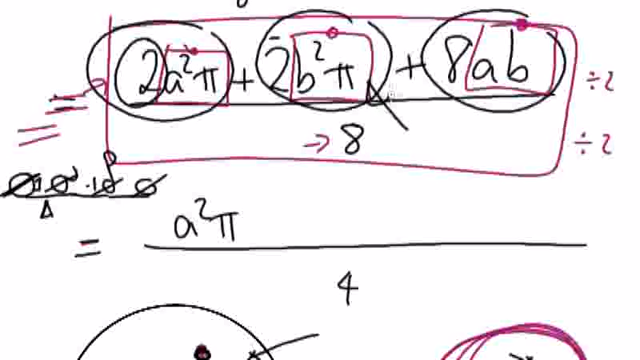 2a²π + 2b²π + 8ab ÷2
= → 8 ÷2
= a²π
4